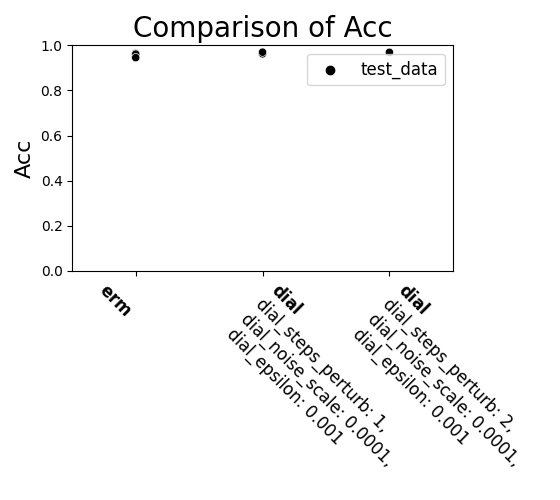 Comparison of Acc
test_data
Acc
1.0
0.8
0.6
0.4
0.2
0.0
erm
dial
dial_steps_perturb: 1,
dial_noise_scale: 0.0001,
dial_epsilon: 0.001
dial
dial_steps_perturb: 2,
dial_noise_scale: 0.0001,
dial_epsilon: 0.001